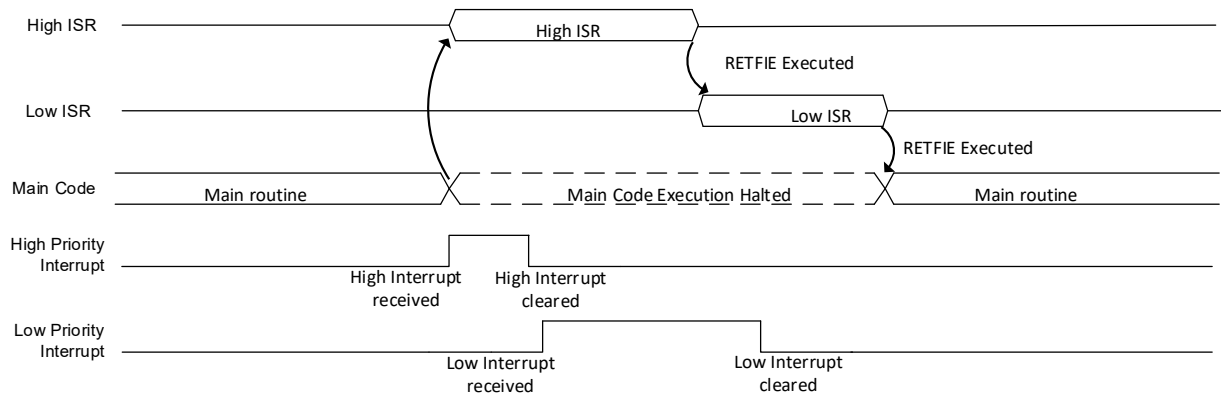 High ISR
High ISR
RETFIE Executed
Low ISR
Low ISR
RETFIE Executed
Main Code
Main routine
Main Code Execution Halted
Main routine
High Priority
Interrupt
High Interrupt
received
High Interrupt
cleared
Low Priority
Interrupt
Low Interrupt
received
Low Interrupt
cleared